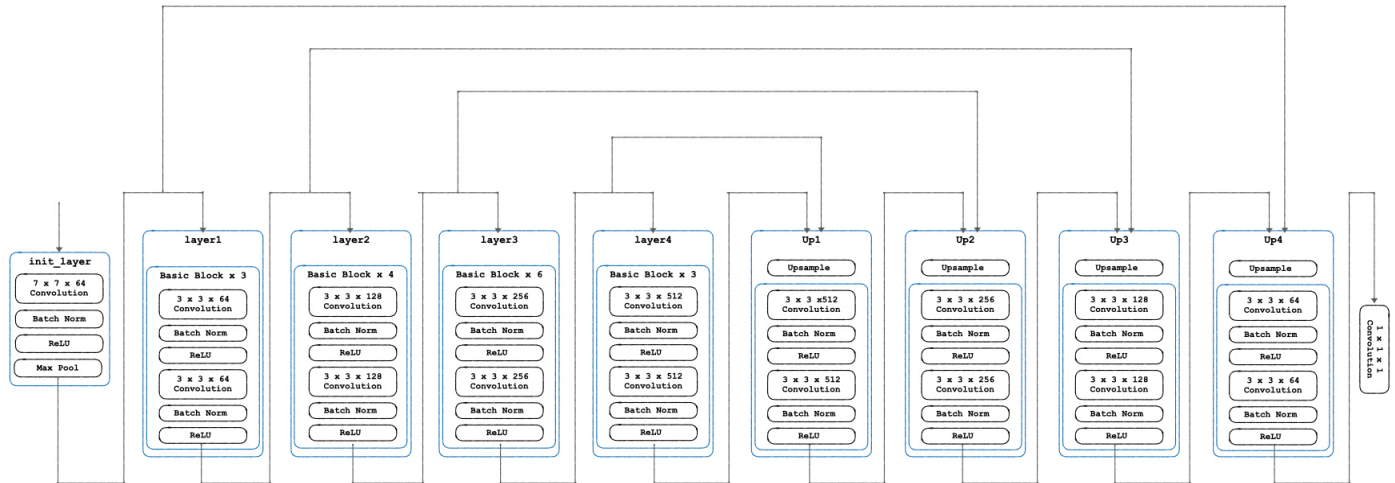 init_layer
7 x 7 x 64
Convolution
Batch Norm
ReLU
Max Pool
layer1
Basic Block x 3
3 x 3 x 64
Convolution
Batch Norm
ReLU
3 x 3 x 64
Convolution
Batch Norm
ReLU
layer2
Basic Block x 4
3 x 3 x 128
Convolution
Batch Norm
ReLU
3 x 3 x 128
Convolution
Batch Norm
ReLU
layer3
Basic Block x 6
3 x 3 x 256
Convolution
Batch Norm
ReLU
3 x 3 x 256
Convolution
Batch Norm
ReLU
layer4
Basic Block x 3
3 x 3 x 512
Convolution
Batch Norm
ReLU
3 x 3 x 512
Convolution
Batch Norm
ReLU
Up1
Upsample
3 x 3 x512
Convolution
Batch Norm
ReLU
3 x 3 x 512
Convolution
Batch Norm
ReLU
Up2
Upsample
3 x 3 x 256
Convolution
Batch Norm
ReLU
3 x 3 x 256
Convolution
Batch Norm
ReLU
Up3
Upsample
3 x 3 x 128
Convolution
Batch Norm
ReLU
3 x 3 x 128
Convolution
Batch Norm
ReLU
Up4
Upsample
3 x 3 x 64
Convolution
Batch Norm
ReLU
3 x 3 x 64
Convolution
Batch Norm
ReLU
1 x 1 x 1
Convolution